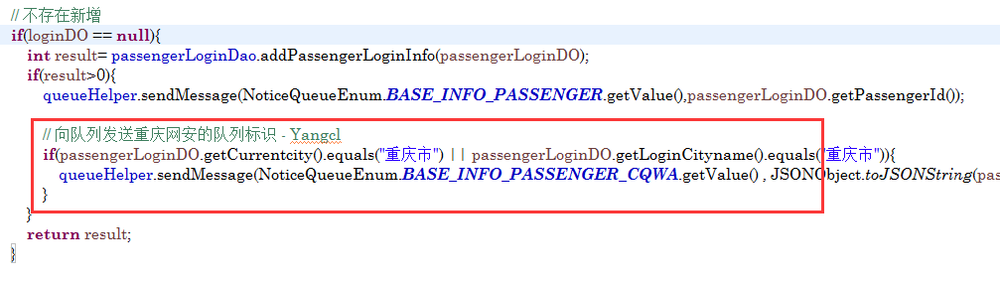 // 不存在新增
if(loginDO == null){
int result= passengerLoginDao.addPassengerLoginInfo(passengerLoginDO);
if(result>0){
queueHelper.sendMessage(NoticeQueueEnum.BASE_INFO_PASSENGER.getValue(),passengerLoginDO.getPassengerId());
// 向队列发送重庆网安的队列标识 - Yangcl
if(passengerLoginDO.getCurrentcity().equals("重庆市") || passengerLoginDO.getLoginCityname().equals("重庆市")){
queueHelper.sendMessage(NoticeQueueEnum.BASE_INFO_PASSENGER_CQWA.getValue() , JSONObject.toJSONString(pas
}
}
return result;
}